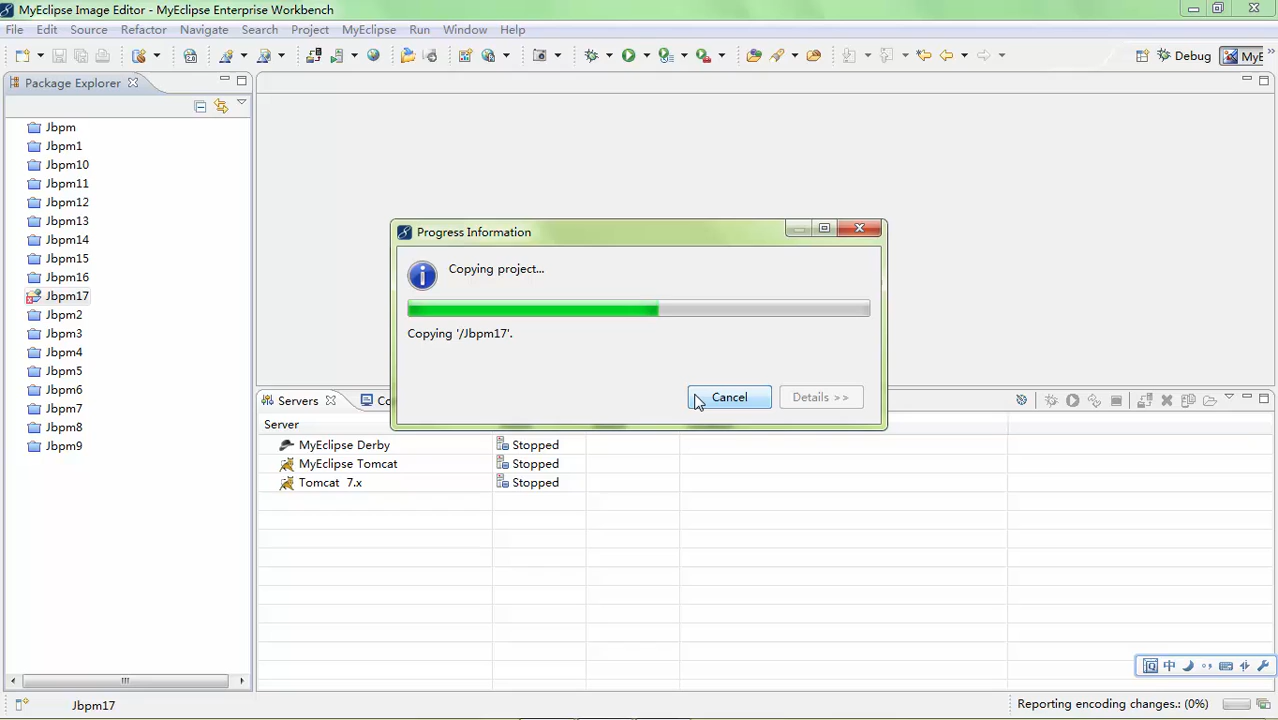 MyEclipse Image Editor - MyEclipse Enterprise Workbench
File Edit Source Refactor Navigate Search Project MyEclipse Run Window Help
Debug MyE
Package Explorer
Jbpm
Jbpm1
Jbpm10
Jbpm11
Jbpm12
Jbpm13
Jbpm14
Jbpm15
Jbpm16
Jbpm17
Jbpm2
Jbpm3
Jbpm4
Jbpm5
Jbpm6
Jbpm7
Jbpm8
Jbpm9
Progress Information
Copying project...
Copying '/Jbpm17'.
Cancel Details >>
Servers Co
Server
MyEclipse Derby Stopped
MyEclipse Tomcat Stopped
Tomcat 7.x Stopped
中
Jbpm17
Reporting encoding changes.: (0%)